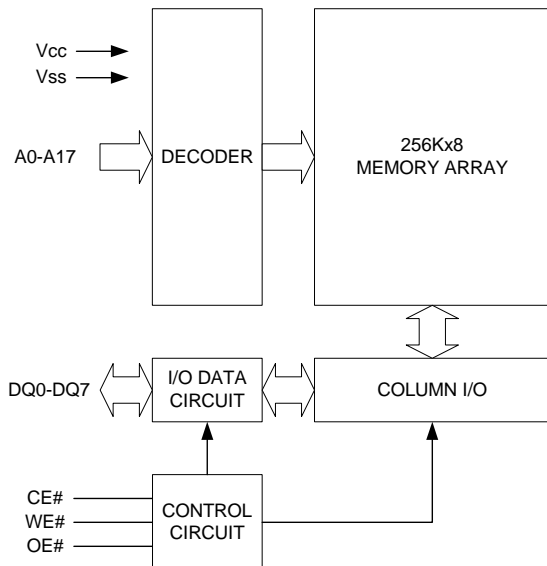 Vcc
Vss
A0-A17
DECODER
256Kx8
MEMORY ARRAY
DQ0-DQ7
I/O DATA
CIRCUIT
COLUMN I/O
CE#
WE#
OE#
CONTROL
CIRCUIT